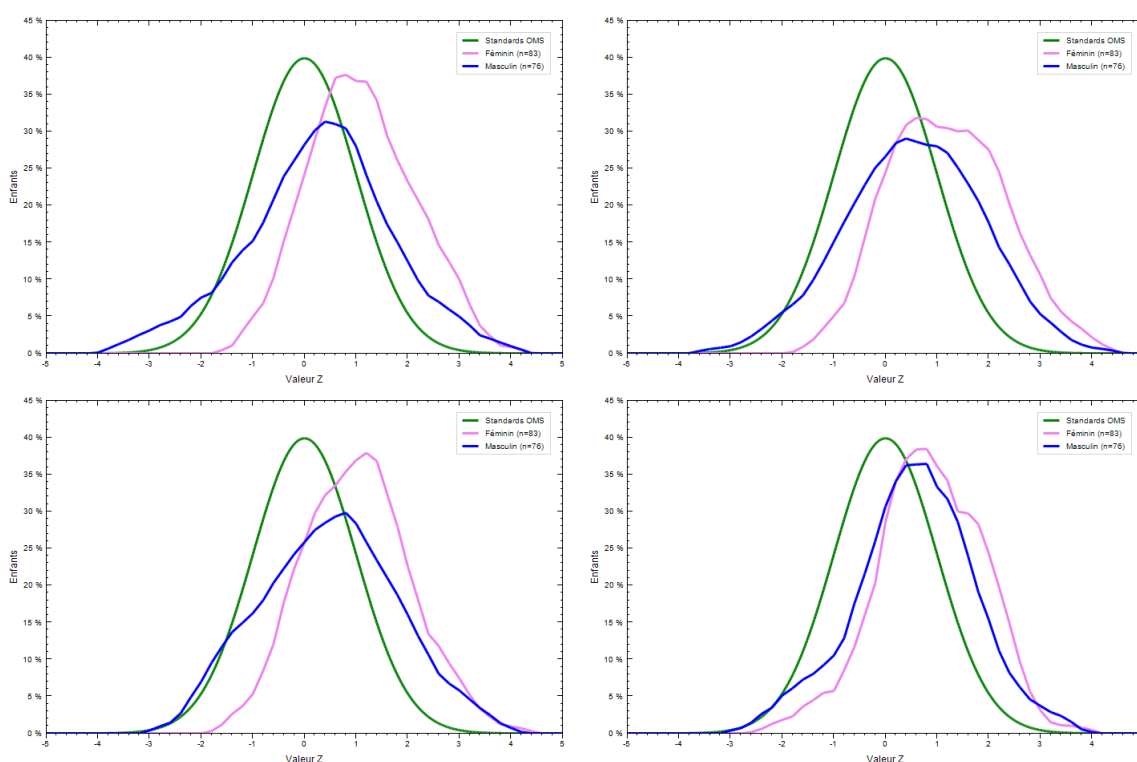 45 %
40 %
35 %
30 %
25 %
20 %
15 %
10 %
5 %
0 %
Enfants
Standards OMS
Féminin (n=83)
Masculin (n=76)
-5 -4 -3 -2 -1 0 1 2 3 4 5
Valeur Z
45 %
40 %
35 %
30 %
25 %
20 %
15 %
10 %
5 %
0 %
Enfants
Standards OMS
Féminin (n=83)
Masculin (n=76)
-5 -4 -3 -2 -1 0 1 2 3 4
Valeur Z
45 %
40 %
35 %
30 %
25 %
20 %
15 %
10 %
5 %
0 %
Enfants
Standards OMS
Féminin (n=83)
Masculin (n=76)
-5 -4 -3 -2 -1 0 1 2 3 4 5
Valeur Z
45 %
40 %
35 %
30 %
25 %
20 %
15 %
10 %
5 %
0 %
Enfants
Standards OMS
Féminin (n=83)
Masculin (n=76)
-5 -4 -3 -2 -1 0 1 2 3 4
Valeur Z